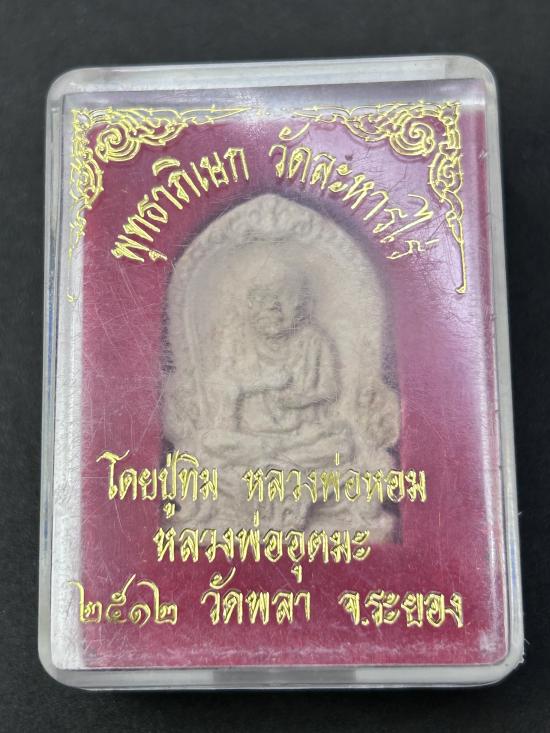 พุทธาภิเษก วัดละหารไร่
โดยปู่ทิม หลวงพ่อหอม
หลวงพ่ออุตมะ
๒๕๑๒ วัดพลา จ.ระยอง